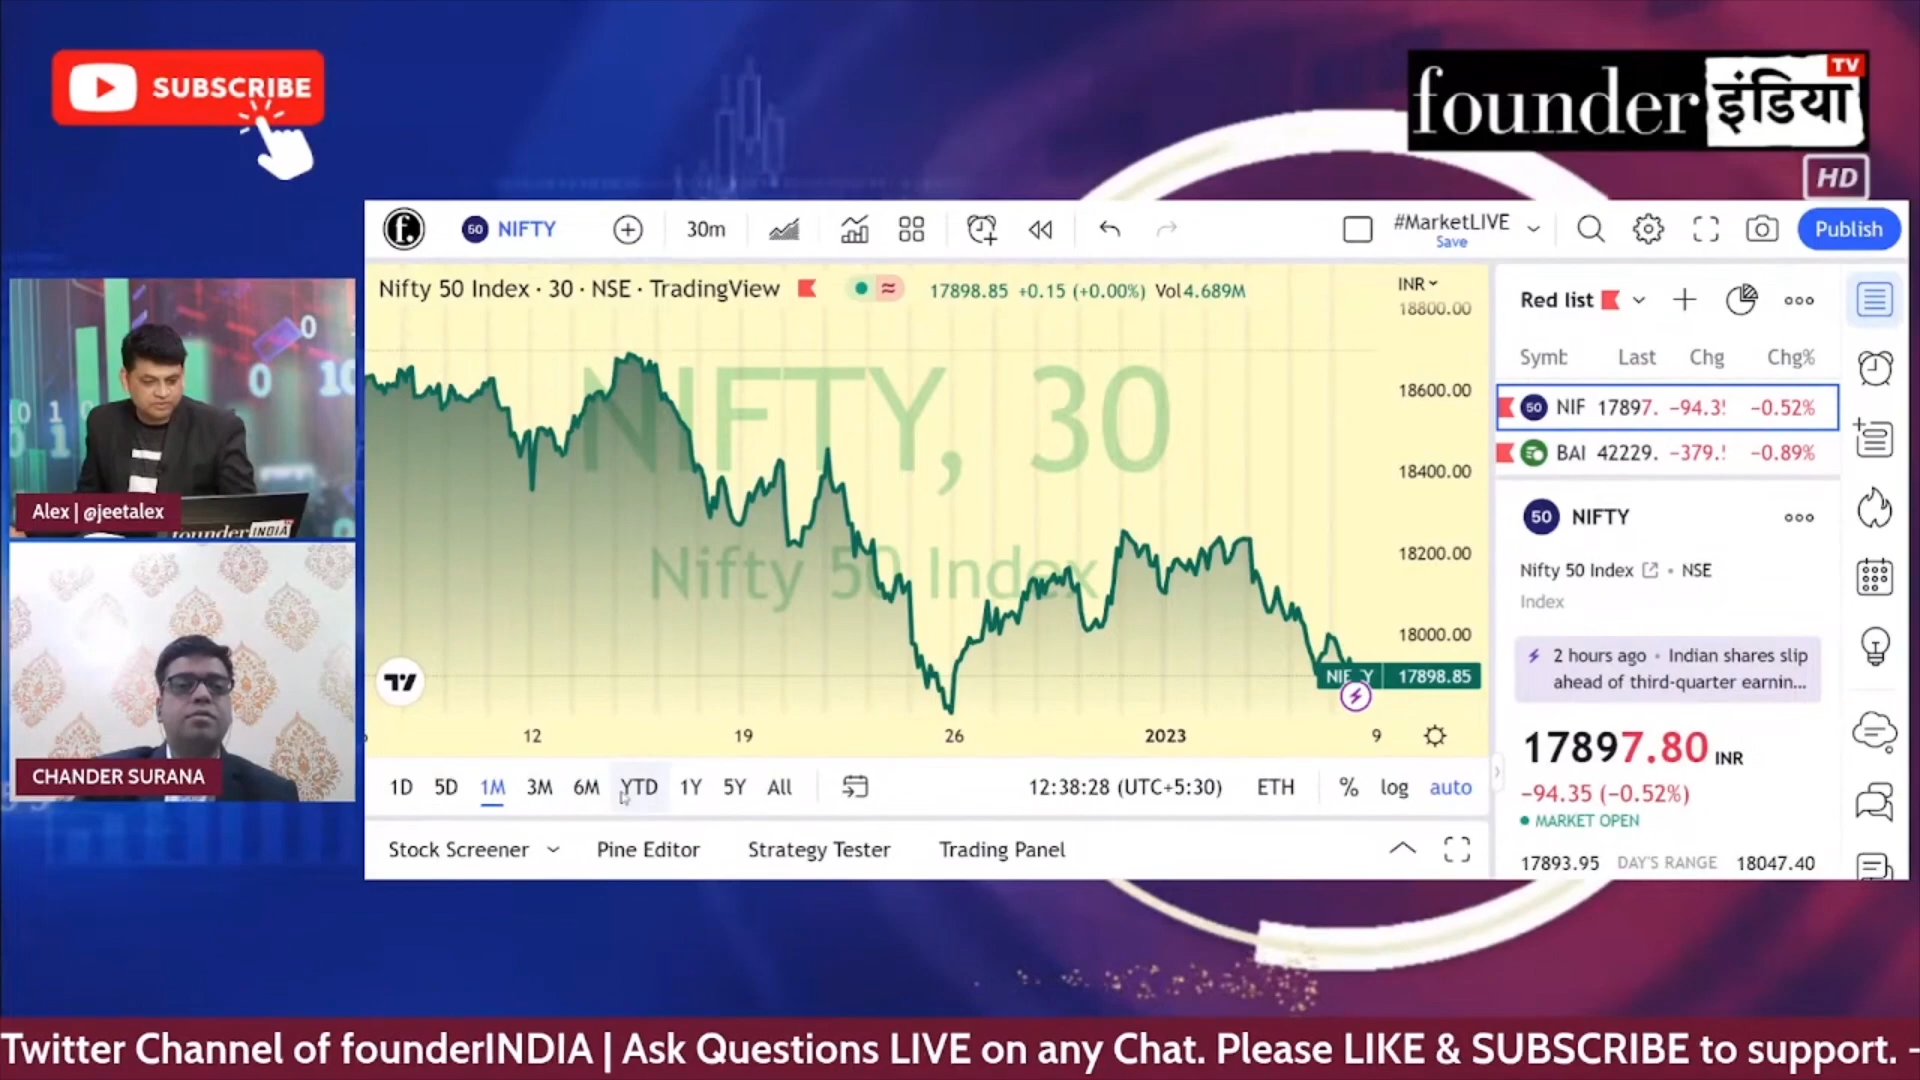 SUBSCRIBE
founder इंडिया TV
HD
50 NIFTY 30m
#MarketLIVE
Save
Publish
Nifty 50 Index · 30 · NSE · TradingView 17898.85 +0.15 (+0.00%) Vol4.689M
INR
18800.00
18600.00
18400.00
18200.00
18000.00
17898.85
NIFTY, 30
Nifty 50 Index
12 19 26 2023 9
1D 5D 1M 3M 6M YTD 1Y 5Y All
12:38:28 (UTC+5:30) ETH % log auto
Stock Screener Pine Editor Strategy Tester Trading Panel
Red list
Symb Last Chg Chg%
50 NIF 17897. −94.3 −0.52%
BAI 42229. −379. −0.89%
50 NIFTY
Nifty 50 Index • NSE
Index
2 hours ago • Indian shares slip
ahead of third-quarter earnin...
17897.80 INR
−94.35 (−0.52%)
MARKET OPEN
17893.95 DAY'S RANGE 18047.40
Alex | @jeetalex
founder INDIA
CHANDER SURANA
Twitter Channel of founderINDIA | Ask Questions LIVE on any Chat. Please LIKE & SUBSCRIBE to support. -